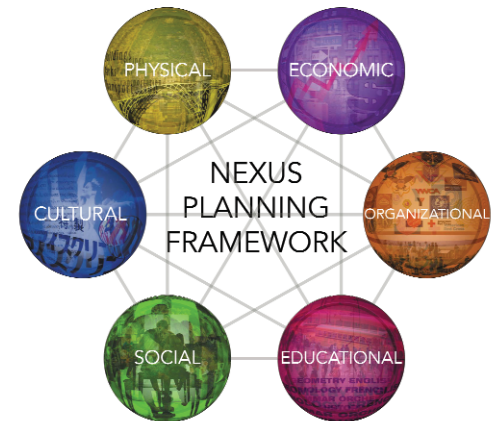 PHYSICAL
ECONOMIC
CULTURAL
NEXUS
PLANNING
FRAMEWORK
ORGANIZATIONAL
SOCIAL
EDUCATIONAL